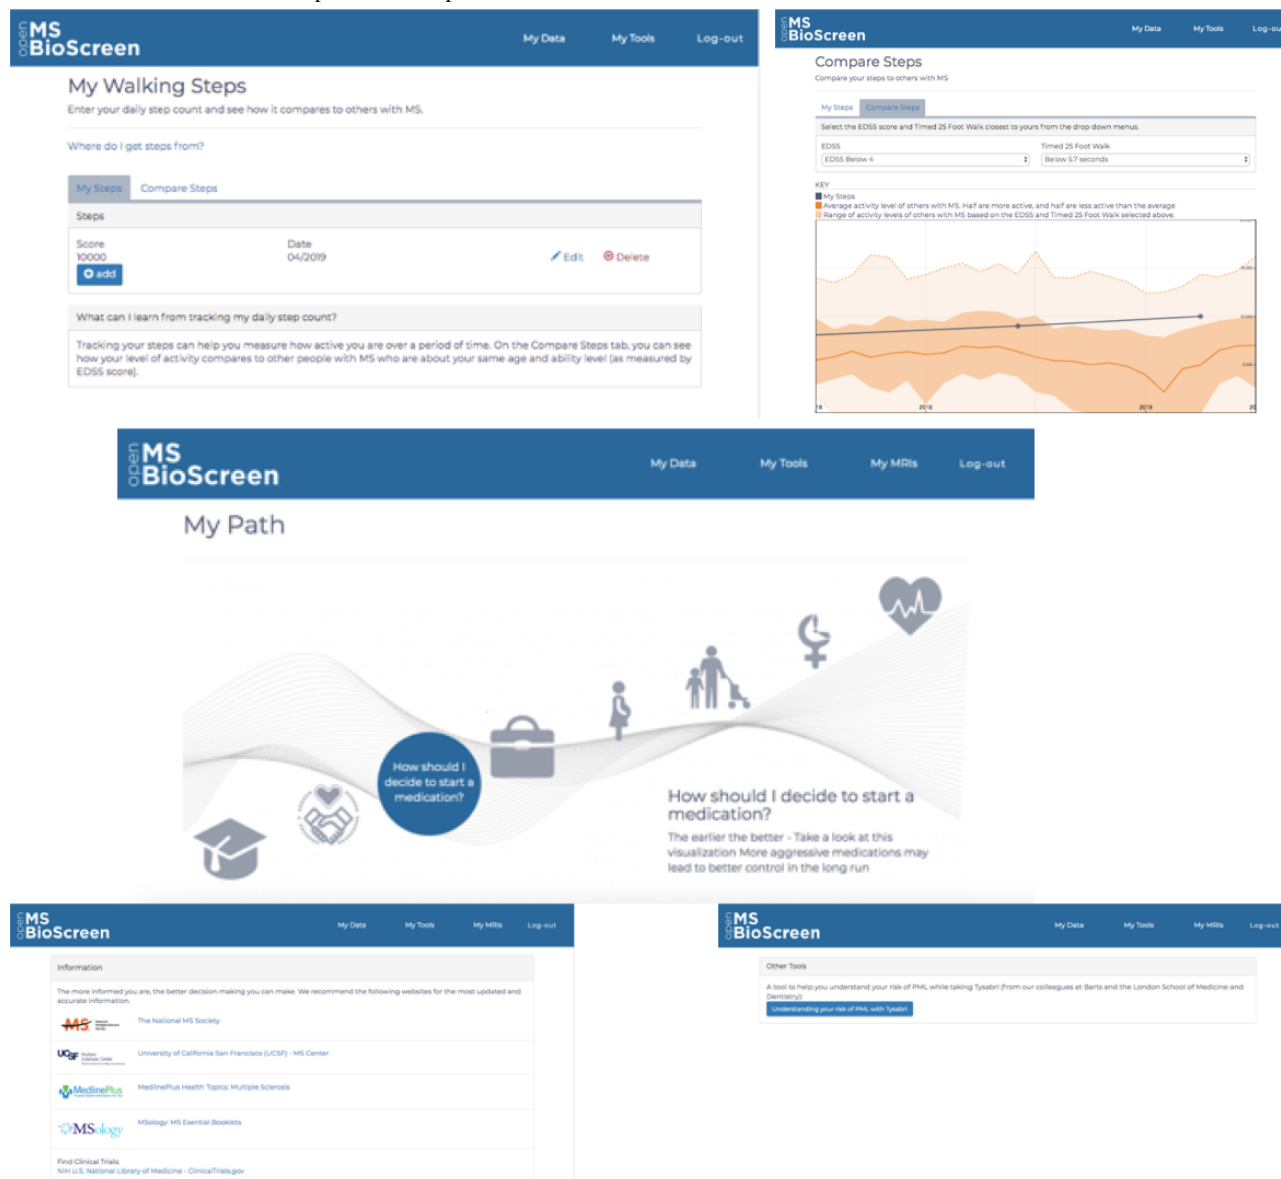 open MS BioScreen
My Data My Tools Log-out
My Walking Steps
Enter your daily step count and see how it compares to others with MS.
Where do I get steps from?
My Steps Compare Steps
Steps
Score Date
10000 04/2019 Edit Delete
add
What can I learn from tracking my daily step count?
Tracking your steps can help you measure how active you are over a period of time. On the Compare Steps tab, you can see
how your level of activity compares to other people with MS who are about your same age and ability level (as measured by
EDSS score).
open MS BioScreen
My Data My Tools Log-ou
Compare Steps
Compare your steps to others with MS
My Steps Compare Steps
Select the EDSS score and Timed 25 Foot Walk closest to yours from the drop down menus.
EDSS Timed 25 Foot Walk
EDSS Below 4 Below 5.7 seconds
KEY
My Steps
Average activity level of others with MS. Half are more active, and half are less active than the average
Range of activity levels of others with MS based on the EDSS and Timed 25 Foot Walk selected above.
15,000
10,000
5,000
18 2018 2019 20
open MS BioScreen
My Data My Tools My MRIs Log-out
My Path
How should I
decide to start a
medication?
How should I decide to start a
medication?
The earlier the better - Take a look at this
visualization More aggressive medications may
lead to better control in the long run
open MS BioScreen
My Data My Tools My MRIs Log-out
Information
The more informed you are, the better decision making you can make. We recommend the following websites for the most updated and
accurate information.
MS The National MS Society
UCSF University of California San Francisco (UCSF) - MS Center
MedlinePlus MedlinePlus Health Topics: Multiple Sclerosis
MSology MSology: MS Esential Booklets
Find Clinical Trials:
NIH U.S. National Library of Medicine - ClinicalTrials.gov
open MS BioScreen
My Data My Tools My MRIs Log-out
Other Tools
A tool to help you understand your risk of PML while taking Tysabri (from our colleagues at Barts and the London School of Medicine and
Dentistry):
Understanding your risk of PML with Tysabri